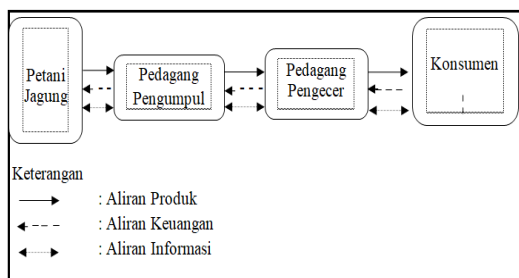 Petani
Jagung
Pedagang
Pengumpul
Pedagang
Pengecer
Konsumen
Keterangan
: Aliran Produk
: Aliran Keuangan
: Aliran Informasi